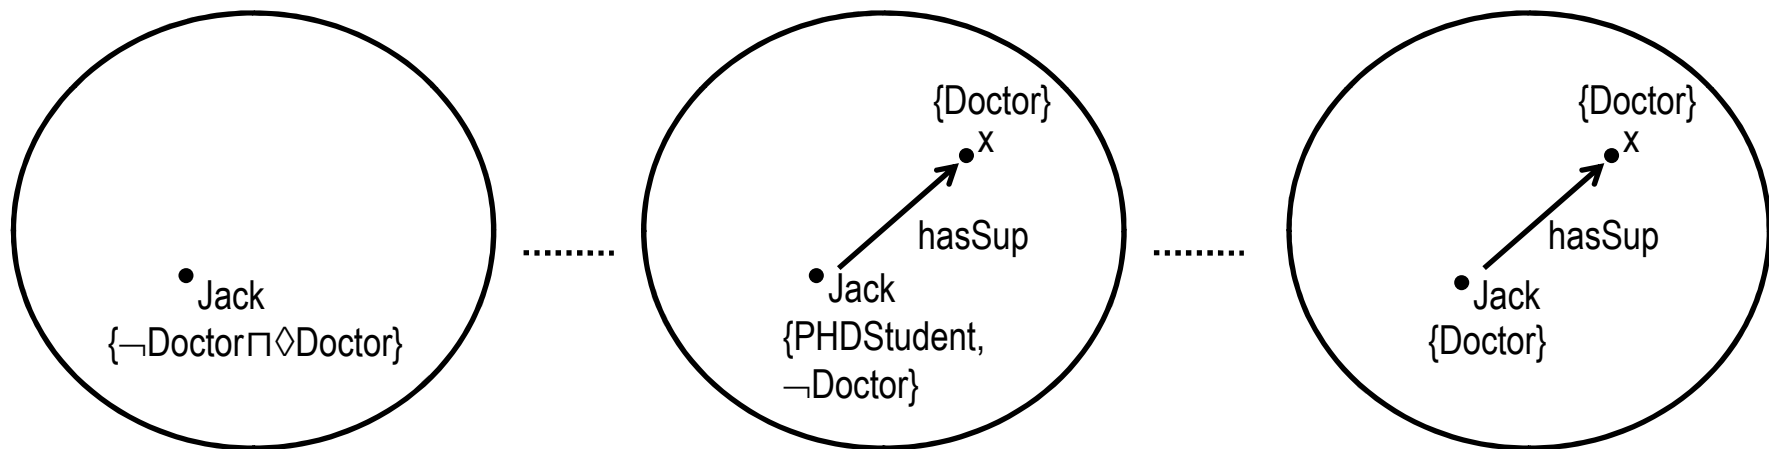 Jack
{¬Doctor⊓◊Doctor}
{Doctor}
x
hasSup
Jack
{PHDStudent,
¬Doctor}
{Doctor}
x
hasSup
Jack
{Doctor}